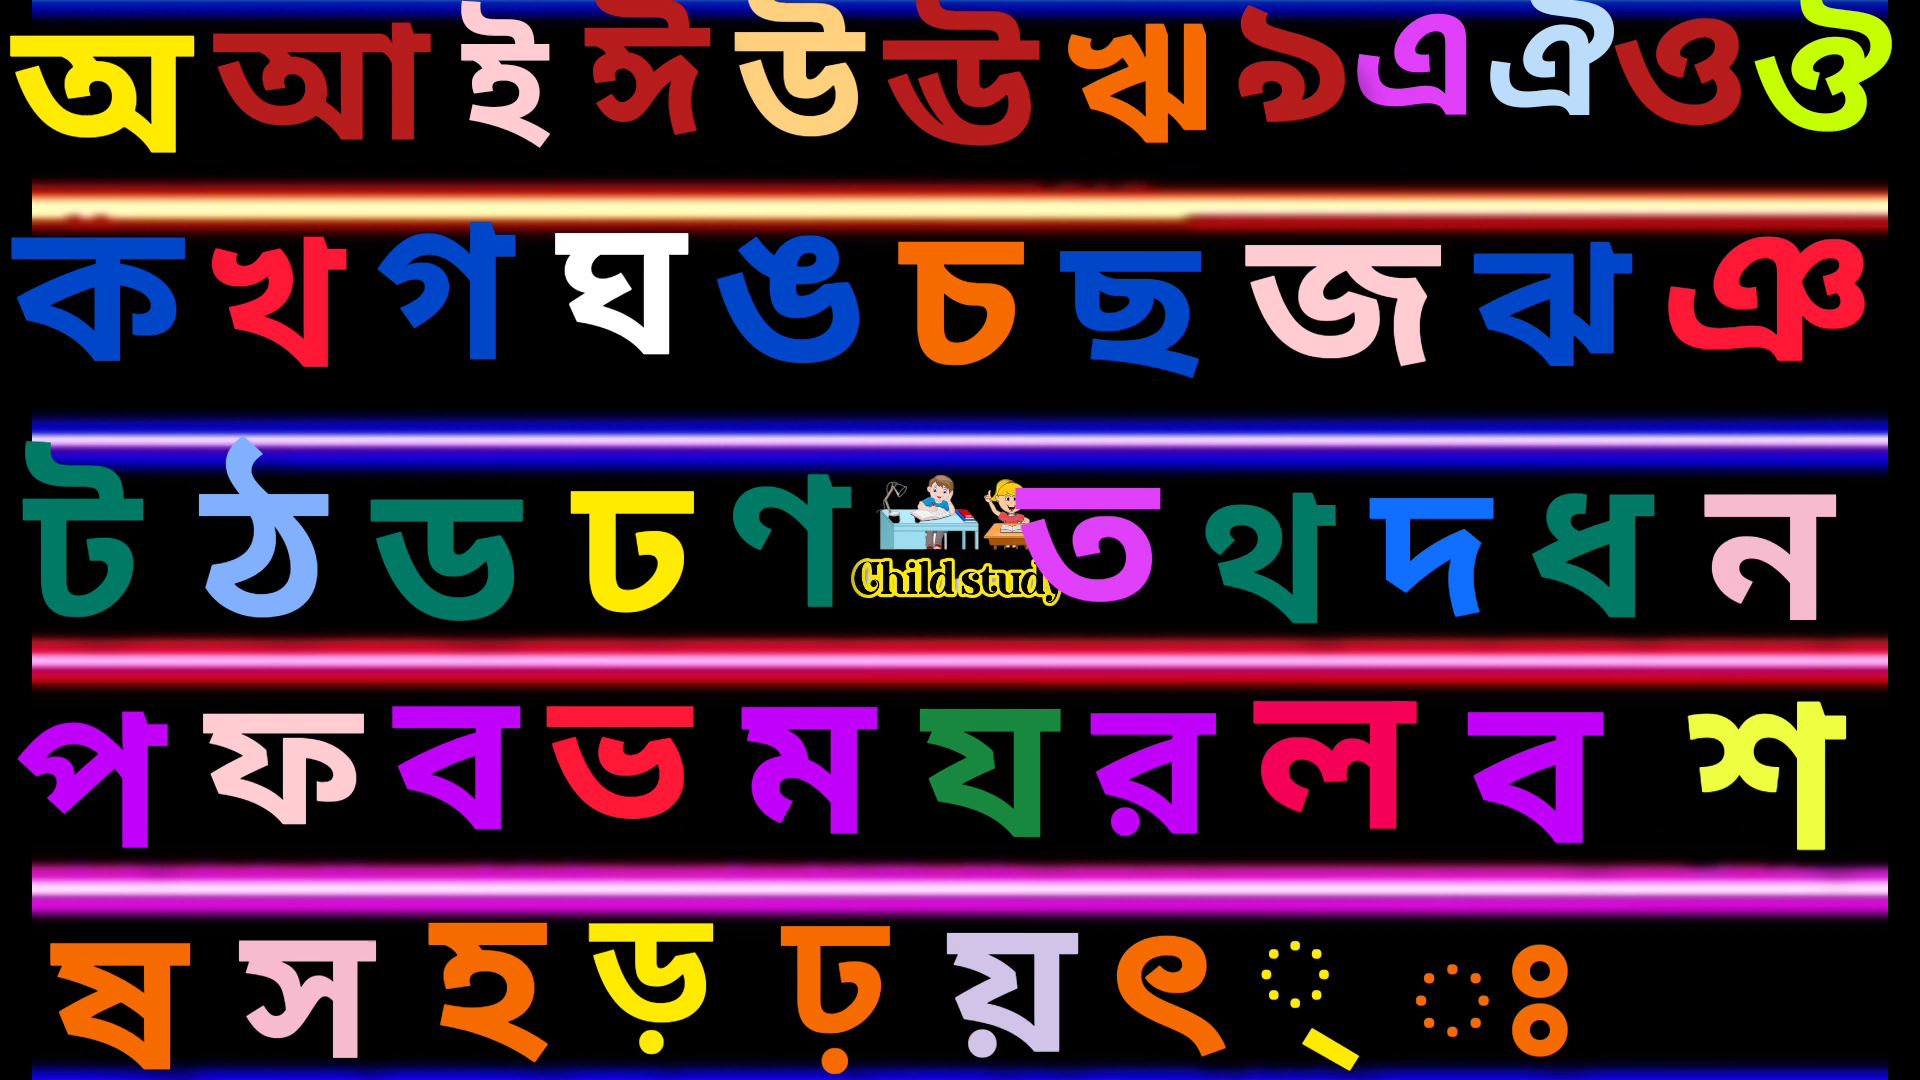 অ আ ই ঈ উ ঊ ঋ ঌ এ ঐ ও ঔ
ক খ গ ঘ ঙ চ ছ জ ঝ ঞ
ট ঠ ড ঢ ণ ত থ দ ধ ন
Child study
প ফ ব ভ ম য র ল ব শ
ষ স হ ড় ঢ় য় ৎ ্ ঃ